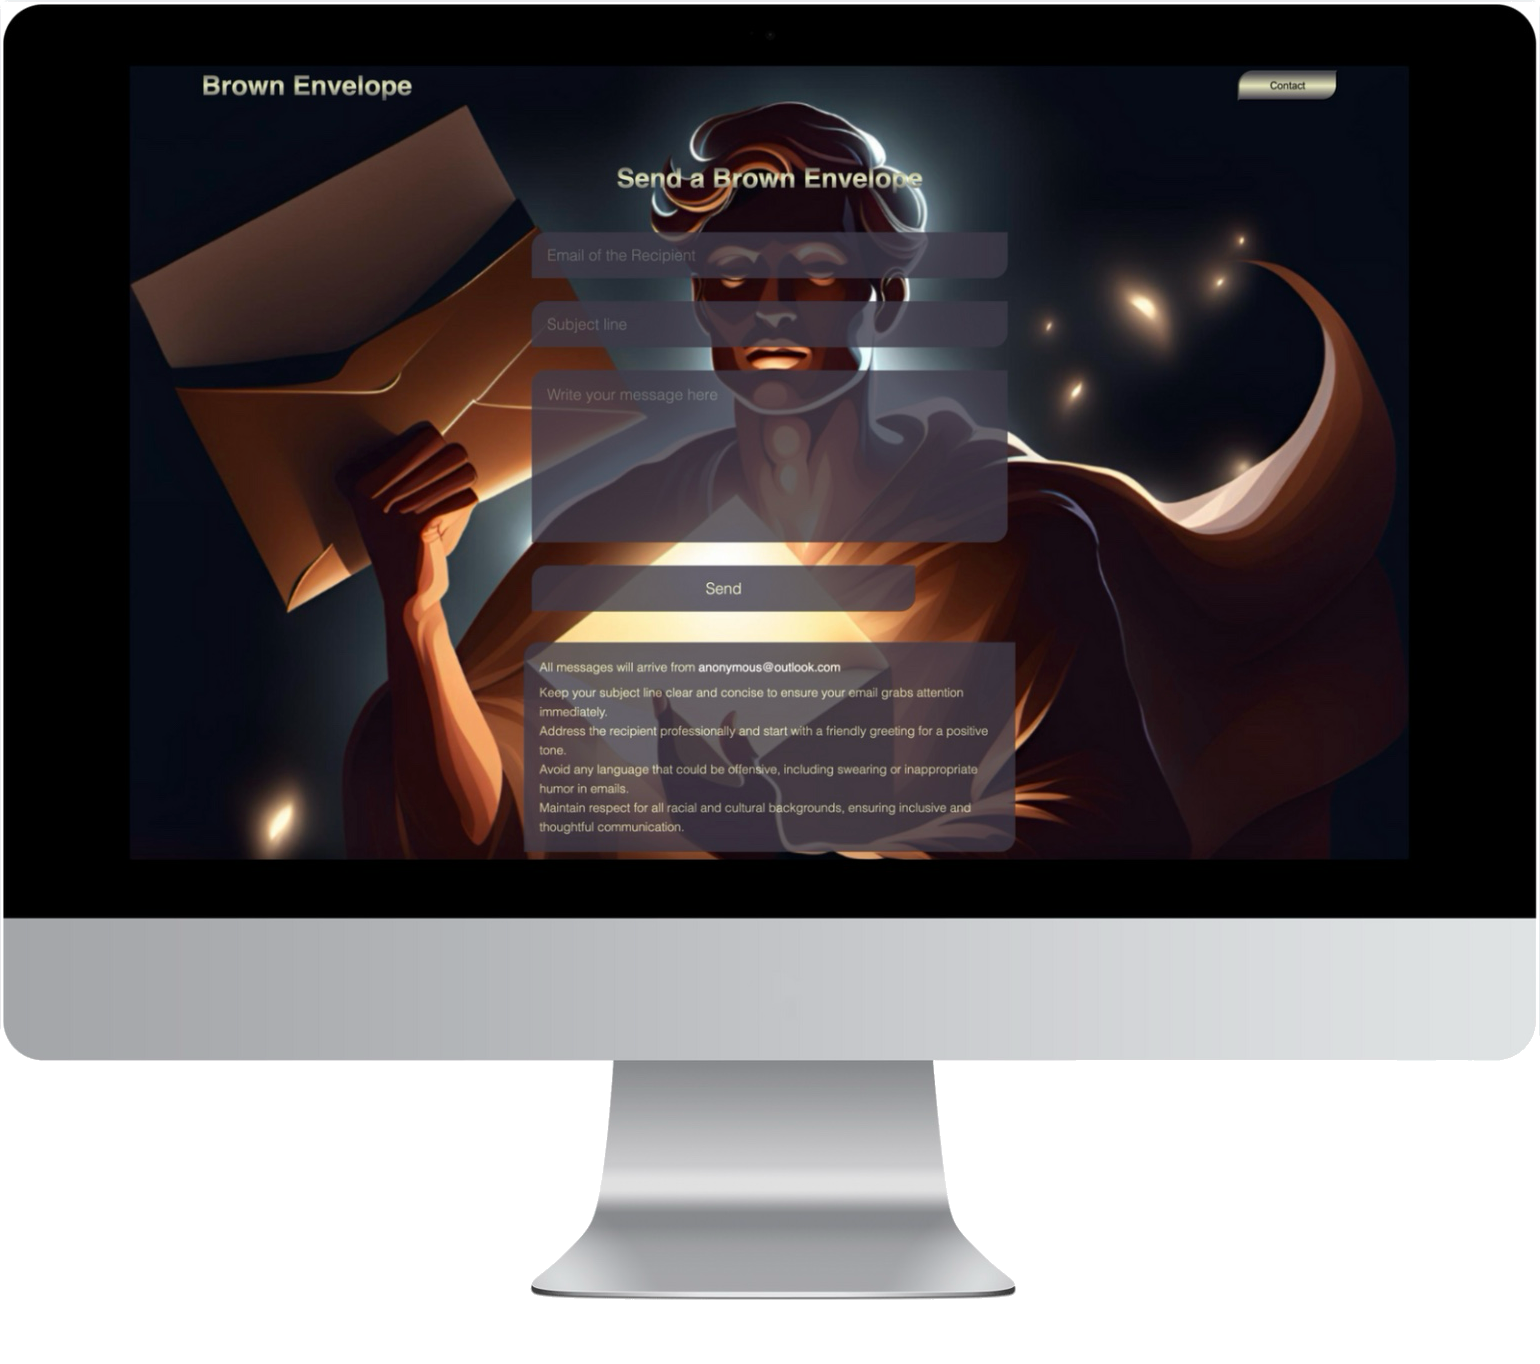 Brown Envelope
Contact
Send a Brown Envelope
Email of the Recipient
Subject line
Write your message here
Send
All messages will arrive from anonymous@outlook.com
Keep your subject line clear and concise to ensure your email grabs attention
immediately.
Address the recipient professionally and start with a friendly greeting for a positive
tone.
Avoid any language that could be offensive, including swearing or inappropriate
humor in emails.
Maintain respect for all racial and cultural backgrounds, ensuring inclusive and
thoughtful communication.